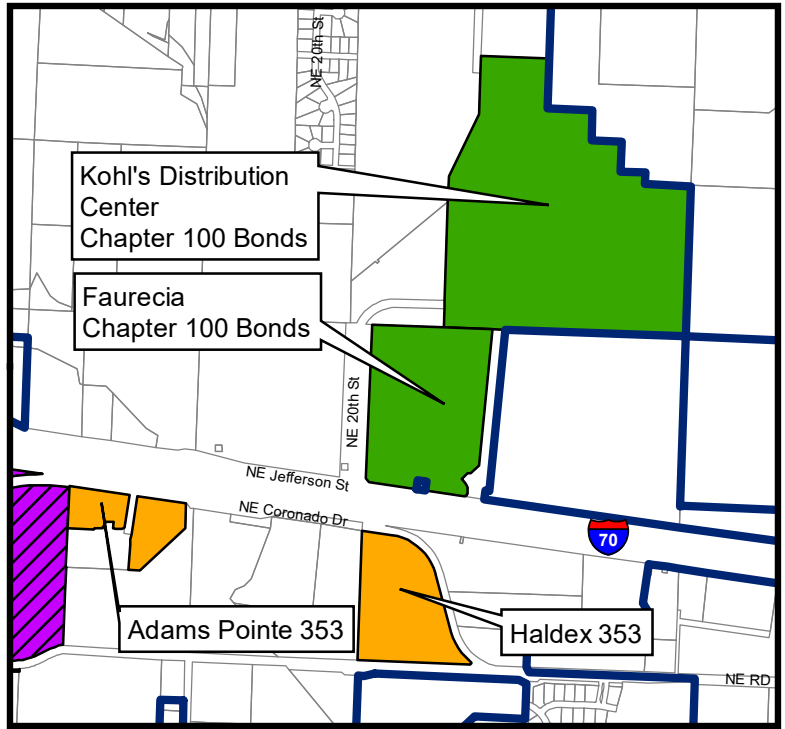 NE 20th St.
Kohl's Distribution
Center
Chapter 100 Bonds
Faurecia
Chapter 100 Bonds
NE 20th St
NE Jefferson St
NE Coronado Dr
70
Adams Pointe 353
Haldex 353
NE RD